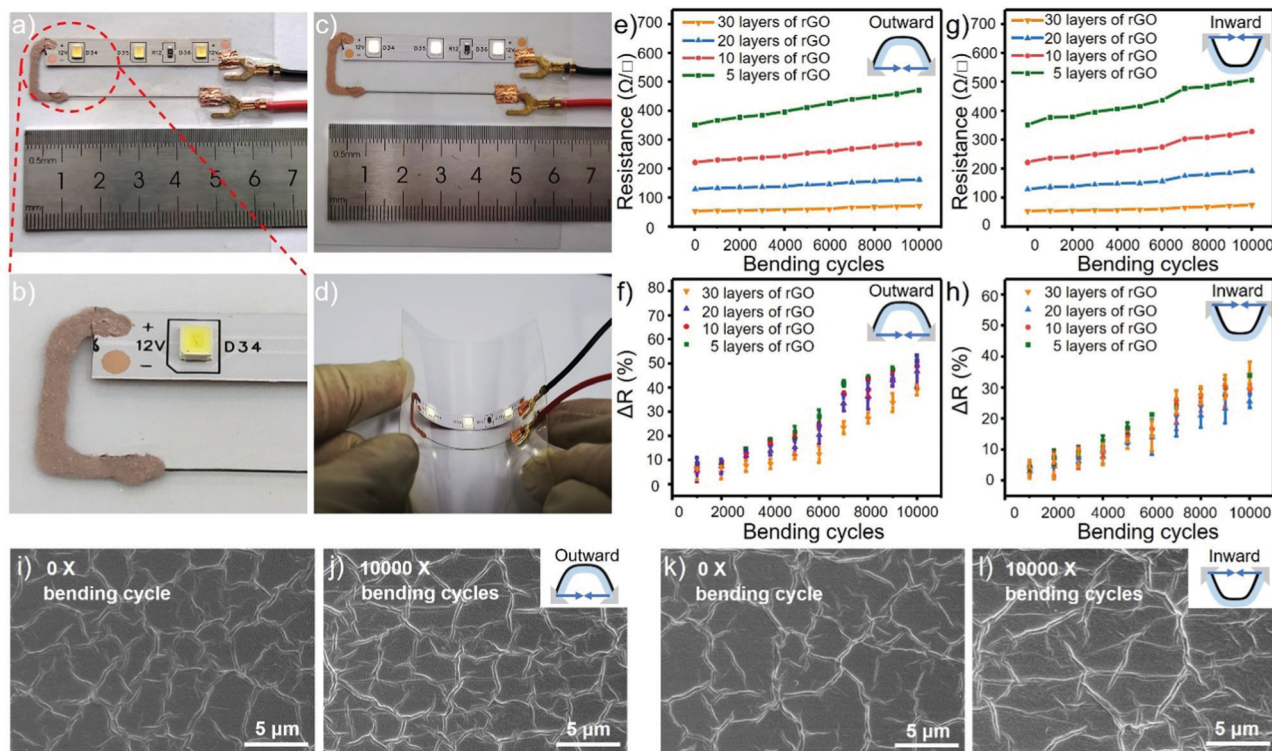 a)
+
12V
-
D34
D35
R12
D36
+
12V
0.5mm
1 2 3 4 5 6 7
mm
c)
12V
-
D34
D35
R12
D36
0.5mm
1 2 3 4 5 6 7
mm
b)
+
12V
D34
-
d)
e)
30 layers of rGO
20 layers of rGO
10 layers of rGO
5 layers of rGO
Outward
Resistance (Ω/□)
700
600
500
400
300
200
100
0
0 2000 4000 6000 8000 10000
Bending cycles
g)
30 layers of rGO
20 layers of rGO
10 layers of rGO
5 layers of rGO
Inward
Resistance (Ω/□)
700
600
500
400
300
200
100
0
0 2000 4000 6000 8000 10000
Bending cycles
f)
30 layers of rGO
20 layers of rGO
10 layers of rGO
5 layers of rGO
Outward
ΔR (%)
80
70
60
50
40
30
20
10
0
0 2000 4000 6000 8000 10000
Bending cycles
h)
30 layers of rGO
20 layers of rGO
10 layers of rGO
5 layers of rGO
Inward
ΔR (%)
60
50
40
30
20
10
0
0 2000 4000 6000 8000 10000
Bending cycles
i) 0 X
bending cycle
5 μm
j) 10000 X
bending cycles
Outward
5 μm
k) 0 X
bending cycle
5 μm
l) 10000 X
bending cycles
Inward
5 μm